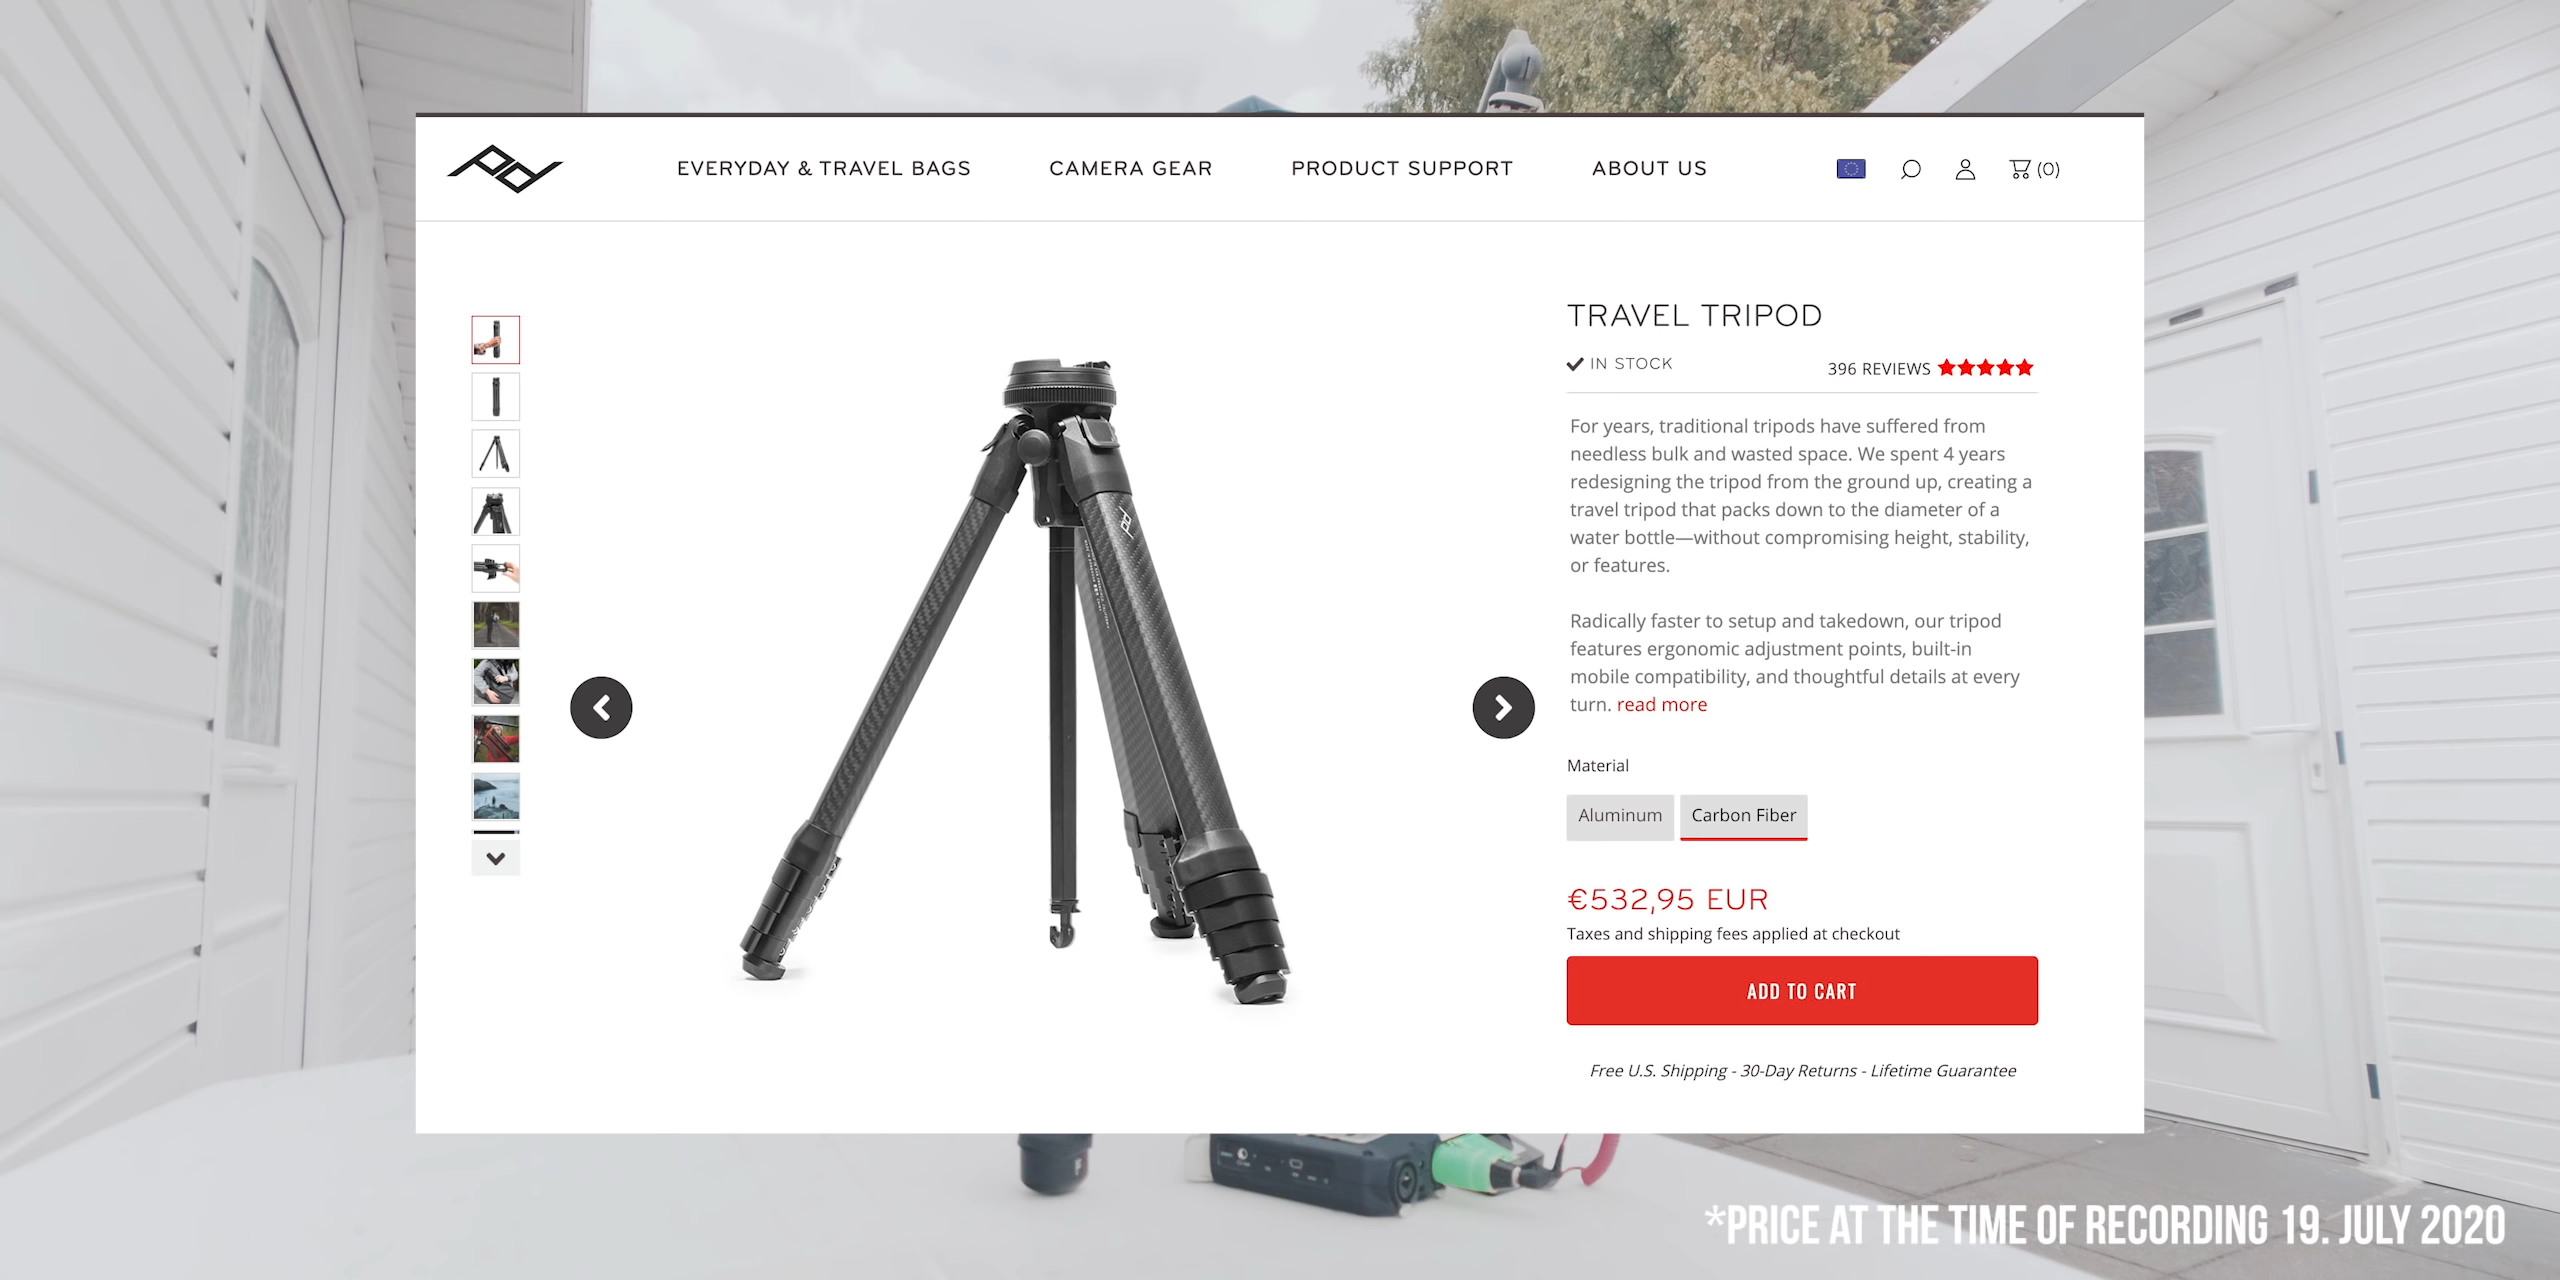 EVERYDAY & TRAVEL BAGS
CAMERA GEAR
PRODUCT SUPPORT
ABOUT US
(0)
TRAVEL TRIPOD
IN STOCK
396 REVIEWS
For years, traditional tripods have suffered from
needless bulk and wasted space. We spent 4 years
redesigning the tripod from the ground up, creating a
travel tripod that packs down to the diameter of a
water bottle—without compromising height, stability,
or features.
Radically faster to setup and takedown, our tripod
features ergonomic adjustment points, built-in
mobile compatibility, and thoughtful details at every
turn. read more
Material
Aluminum
Carbon Fiber
€532,95 EUR
Taxes and shipping fees applied at checkout
ADD TO CART
Free U.S. Shipping - 30-Day Returns - Lifetime Guarantee
*PRICE AT THE TIME OF RECORDING 19. JULY 2020